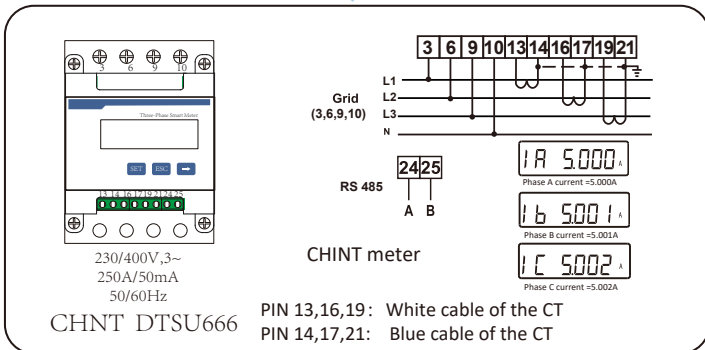 3 6 9 10
Three-Phase Smart Meter
SET ESC →
13 14 16 17 19 21 24 25
230/400V,3~
250A/50mA
50/60Hz
CHNT DTSU666
3 6 9 10 13 14 16 17 19 21
L1
L2
L3
N
Grid
(3,6,9,10)
24 25
RS 485
A B
CHINT meter
IA 5.000 A
Phase A current =5.000A
Ib 5.001 A
Phase B current =5.001A
IC 5.002 A
Phase C current =5.002A
PIN 13,16,19: White cable of the CT
PIN 14,17,21: Blue cable of the CT